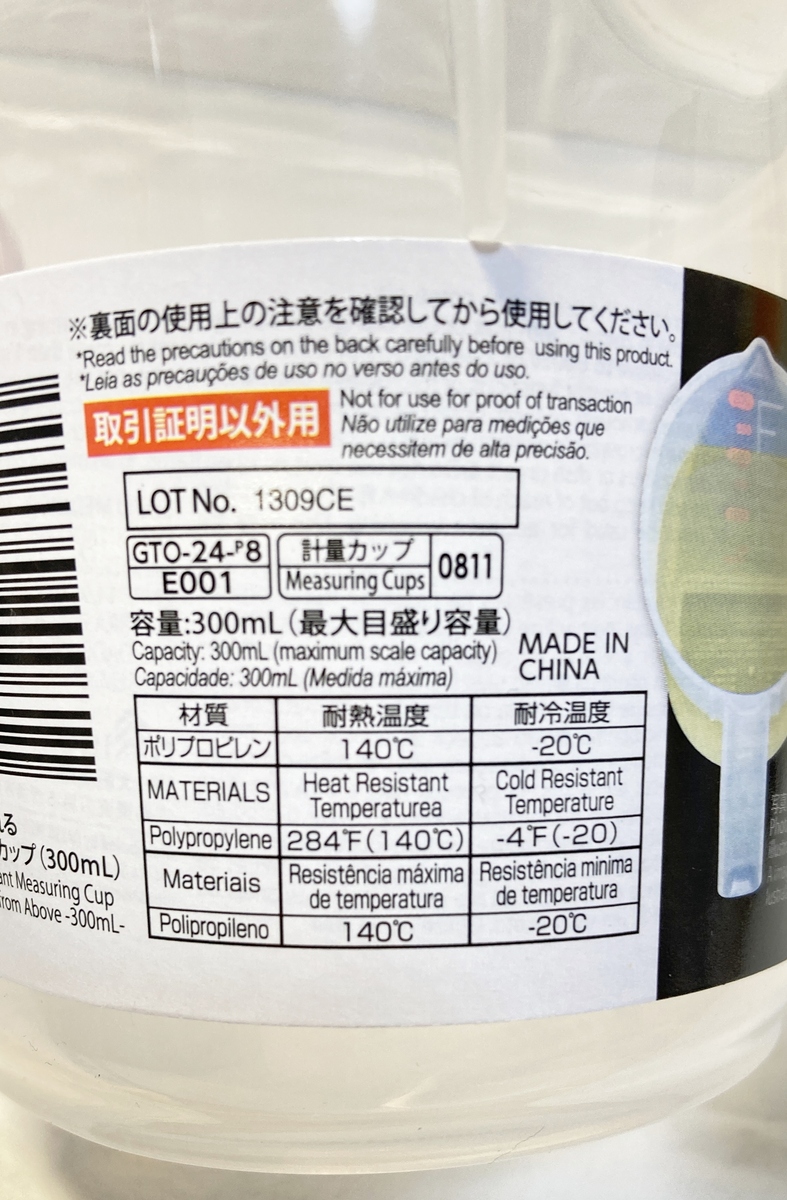 ※裏面の使用上の注意を確認してから使用してください。
*Read the precautions on the back carefully before using this product.
*Leia as precauções de uso no verso antes do uso.
取引証明以外用
Not for use for proof of transaction
Não utilize para medições que
necessitem de alta precisão.
LOT No. 1309CE
GTO-24-P8
E001
計量カップ
Measuring Cups
0811
容量:300mL(最大目盛り容量)
Capacity: 300mL (maximum scale capacity)
Capacidade: 300mL (Medida máxima)
MADE IN
CHINA
材質 耐熱温度 耐冷温度
ポリプロピレン 140℃ -20℃
MATERIALS Heat Resistant Temperaturea Cold Resistant Temperature
Polypropylene 284℉(140℃) -4℉(-20)
Materiais Resistência máxima de temperatura Resistência minima de temperatura
Polipropileno 140℃ -20℃
カップ(300mL)
Measuring Cup
Above -300mL-